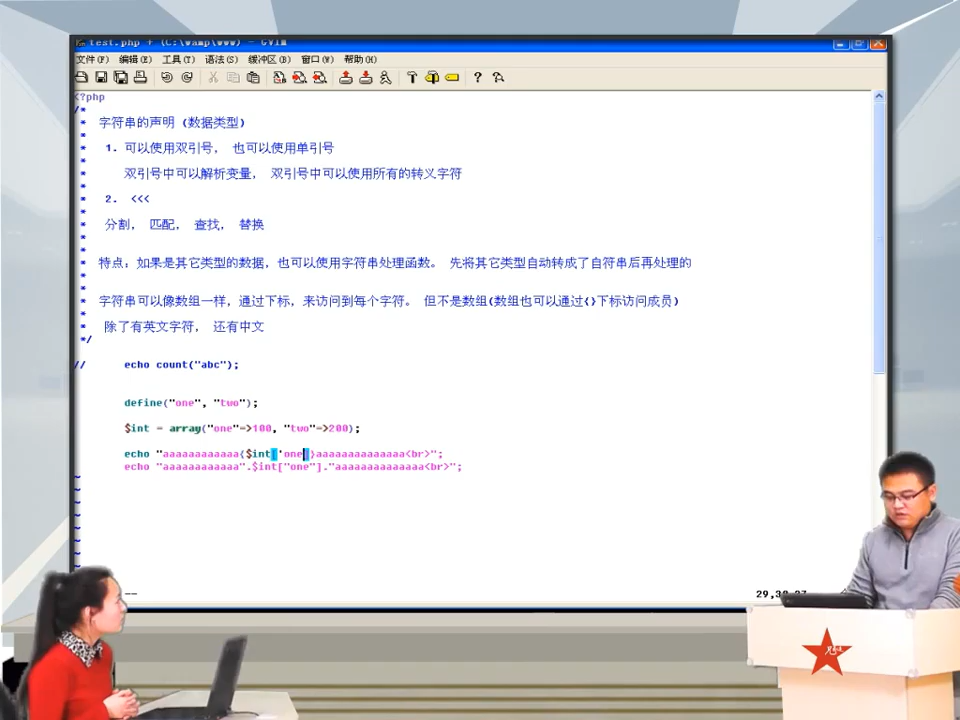 test.php + (C:\wamp\www) - GVIM
文件(F) 编辑(E) 工具(T) 语法(S) 缓冲区(B) 窗口(W) 帮助(H)
<?php
/*
*  字符串的声明 (数据类型)
*
*   1. 可以使用双引号， 也可以使用单引号
*
*      双引号中可以解析变量， 双引号中可以使用所有的转义字符
*
*   2.  <<<
*
*   分割， 匹配， 查找， 替换
*
*
*  特点：如果是其它类型的数据，也可以使用字符串处理函数。 先将其它类型自动转成了自符串后再处理的
*
*
*  字符串可以像数组一样，通过下标，来访问到每个字符。 但不是数组(数组也可以通过{}下标访问成员)
*
*   除了有英文字符， 还有中文
*/
//      echo count("abc");
define("one", "two");
$int = array("one"=>100, "two"=>200);
echo "aaaaaaaaaaaa{$int['one]}aaaaaaaaaaaaaa<br>";
echo "aaaaaaaaaaaa".$int["one"]."aaaaaaaaaaaaaa<br>";
~
~
~
~
~
~
~
~
--